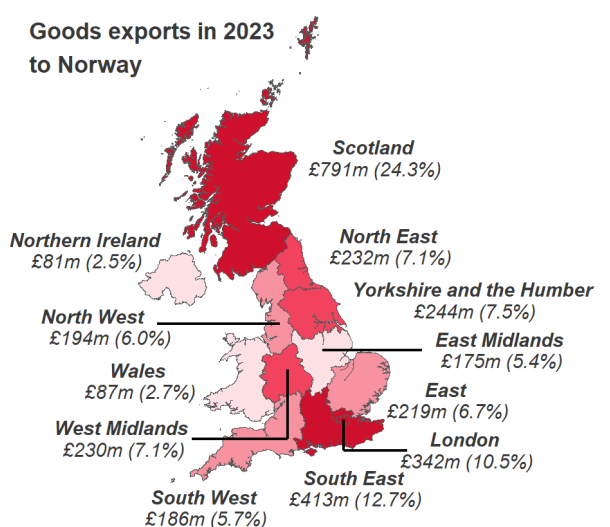 Goods exports in 2023
to Norway
Scotland
£791m (24.3%)
Northern Ireland
£81m (2.5%)
North East
£232m (7.1%)
Yorkshire and the Humber
£244m (7.5%)
North West
£194m (6.0%)
East Midlands
£175m (5.4%)
Wales
£87m (2.7%)
East
£219m (6.7%)
West Midlands
£230m (7.1%)
London
£342m (10.5%)
South East
£413m (12.7%)
South West
£186m (5.7%)